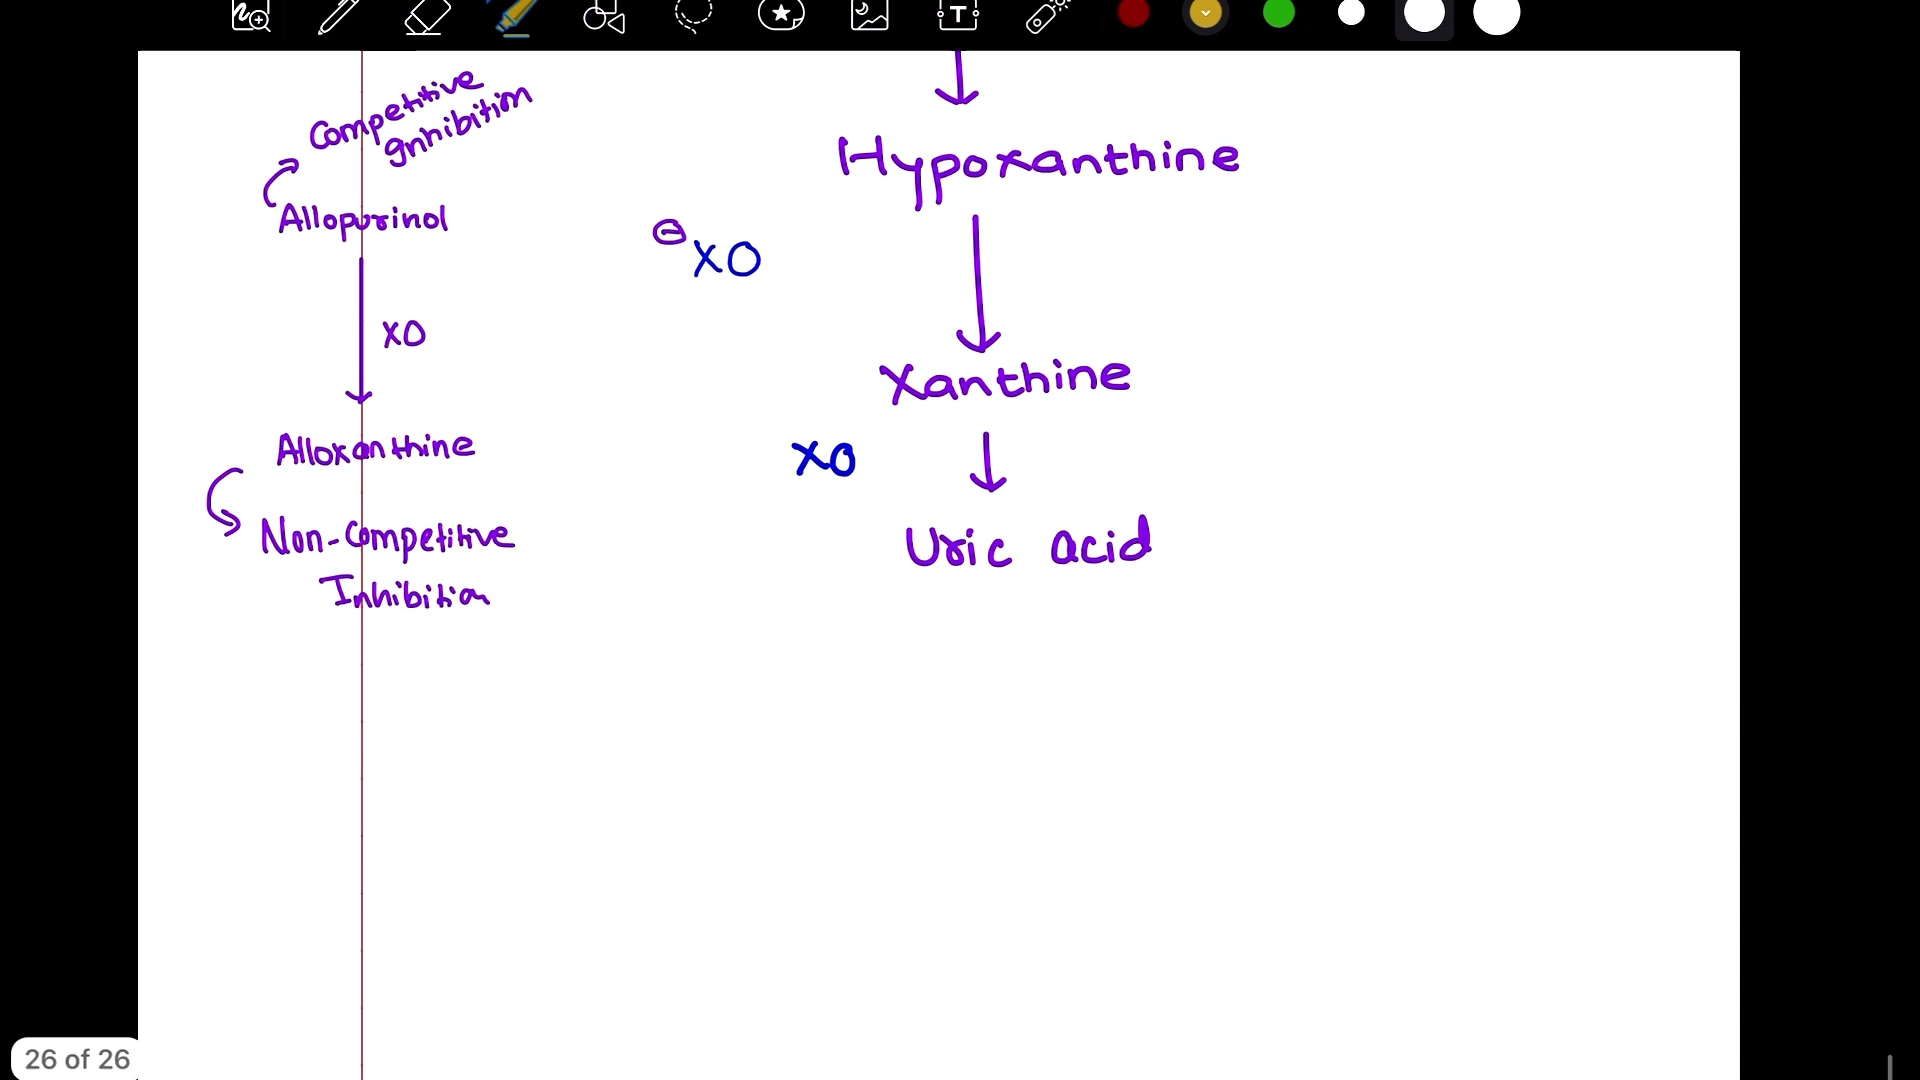 Competitive
Inhibition
Allopurinol
XO
Alloxanthine
Non-Competitive
Inhibition
Hypoxanthine
⊖
XO
Xanthine
XO
Uric acid
T
26 of 26